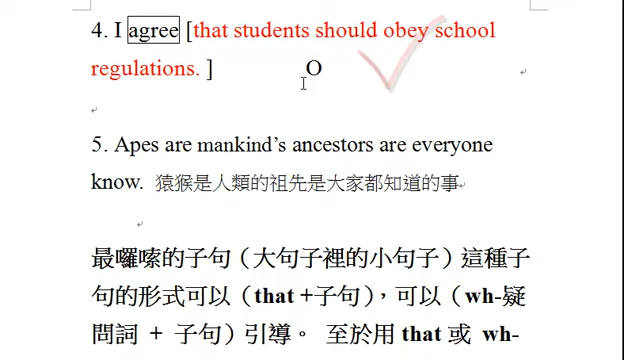 4. I agree [that students should obey school
regulations. ] O
5. Apes are mankind's ancestors are everyone
know. 猿猴是人類的祖先是大家都知道的事
最囉嗦的子句（大句子裡的小句子）這種子
句的形式可以（that +子句），可以（wh-疑
問詞 + 子句）引導。 至於用 that 或 wh-